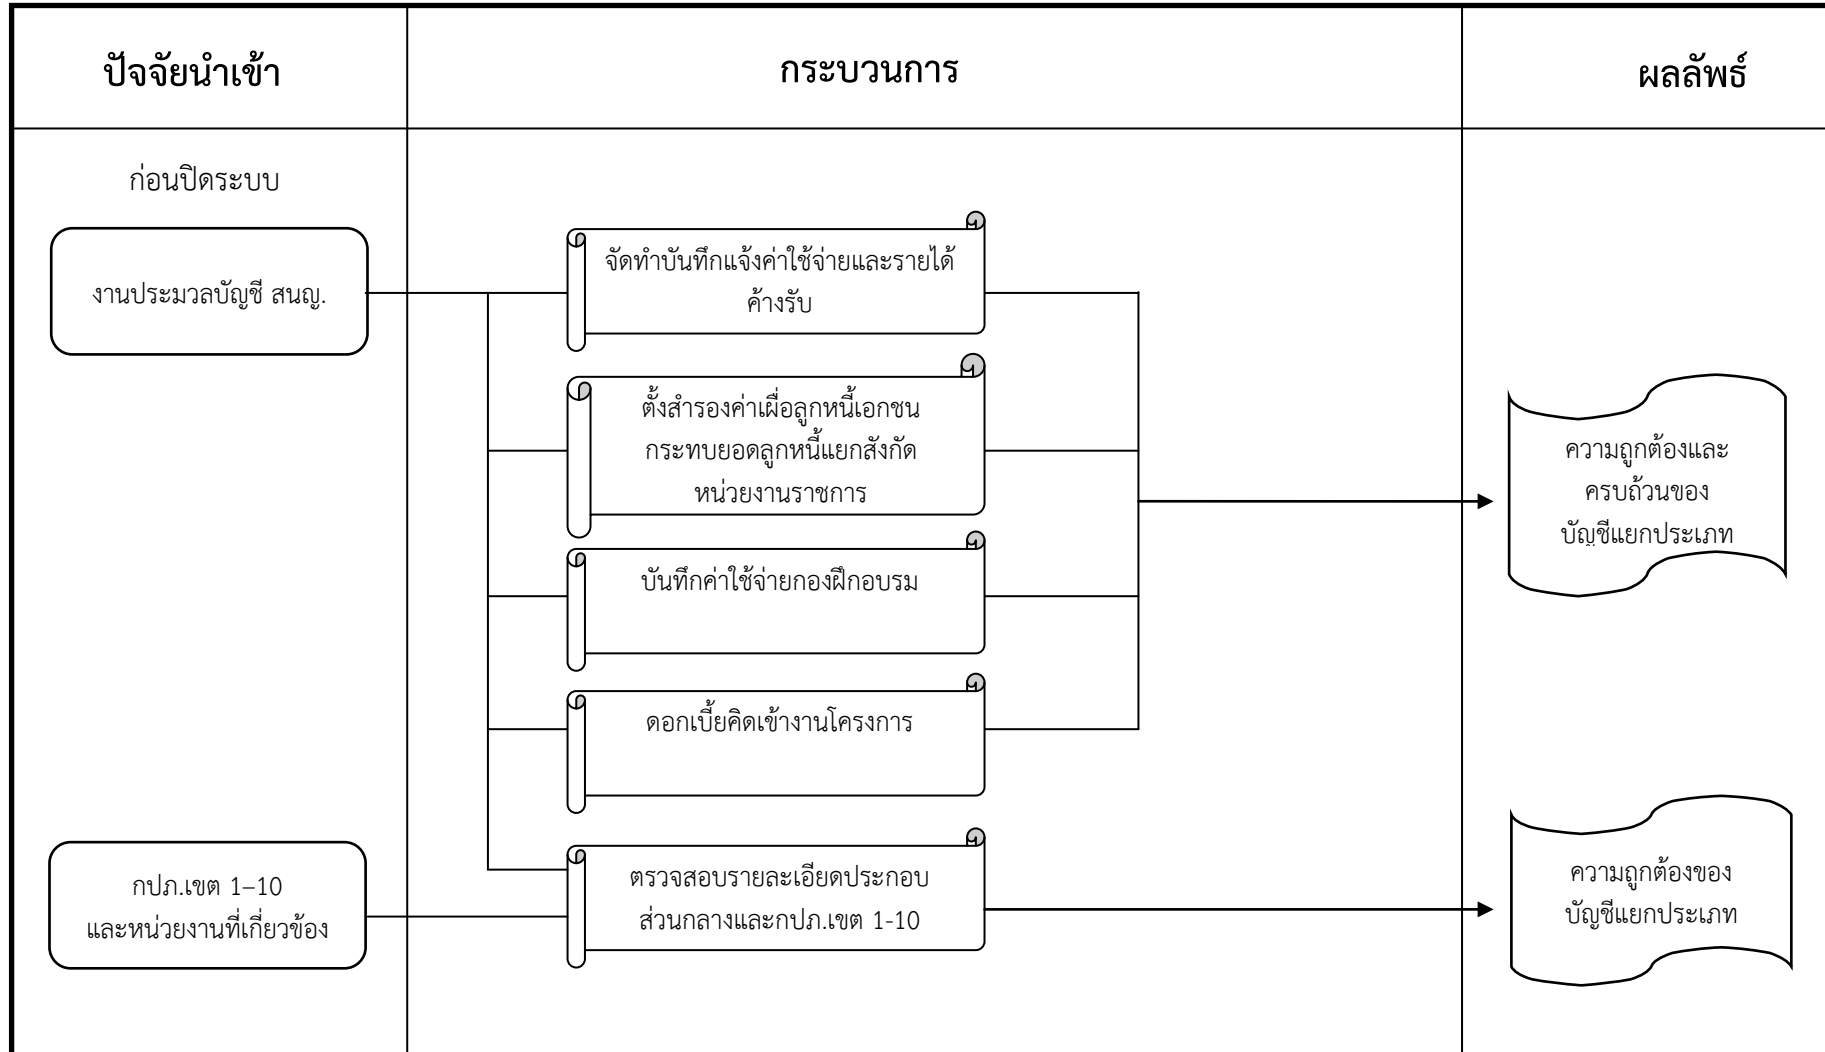 ปัจจัยนำเข้า
กระบวนการ
ผลลัพธ์
ก่อนปิดระบบ
งานประมวลบัญชี สนญ.
จัดทำบันทึกแจ้งค่าใช้จ่ายและรายได้
ค้างรับ
ตั้งสำรองค่าเผื่อลูกหนี้เอกชน
กระทบยอดลูกหนี้แยกสังกัด
หน่วยงานราชการ
บันทึกค่าใช้จ่ายกองฝึกอบรม
ดอกเบี้ยคิดเข้างานโครงการ
ความถูกต้องและ
ครบถ้วนของ
บัญชีแยกประเภท
กปภ.เขต 1–10
และหน่วยงานที่เกี่ยวข้อง
ตรวจสอบรายละเอียดประกอบ
ส่วนกลางและกปภ.เขต 1-10
ความถูกต้องของ
บัญชีแยกประเภท